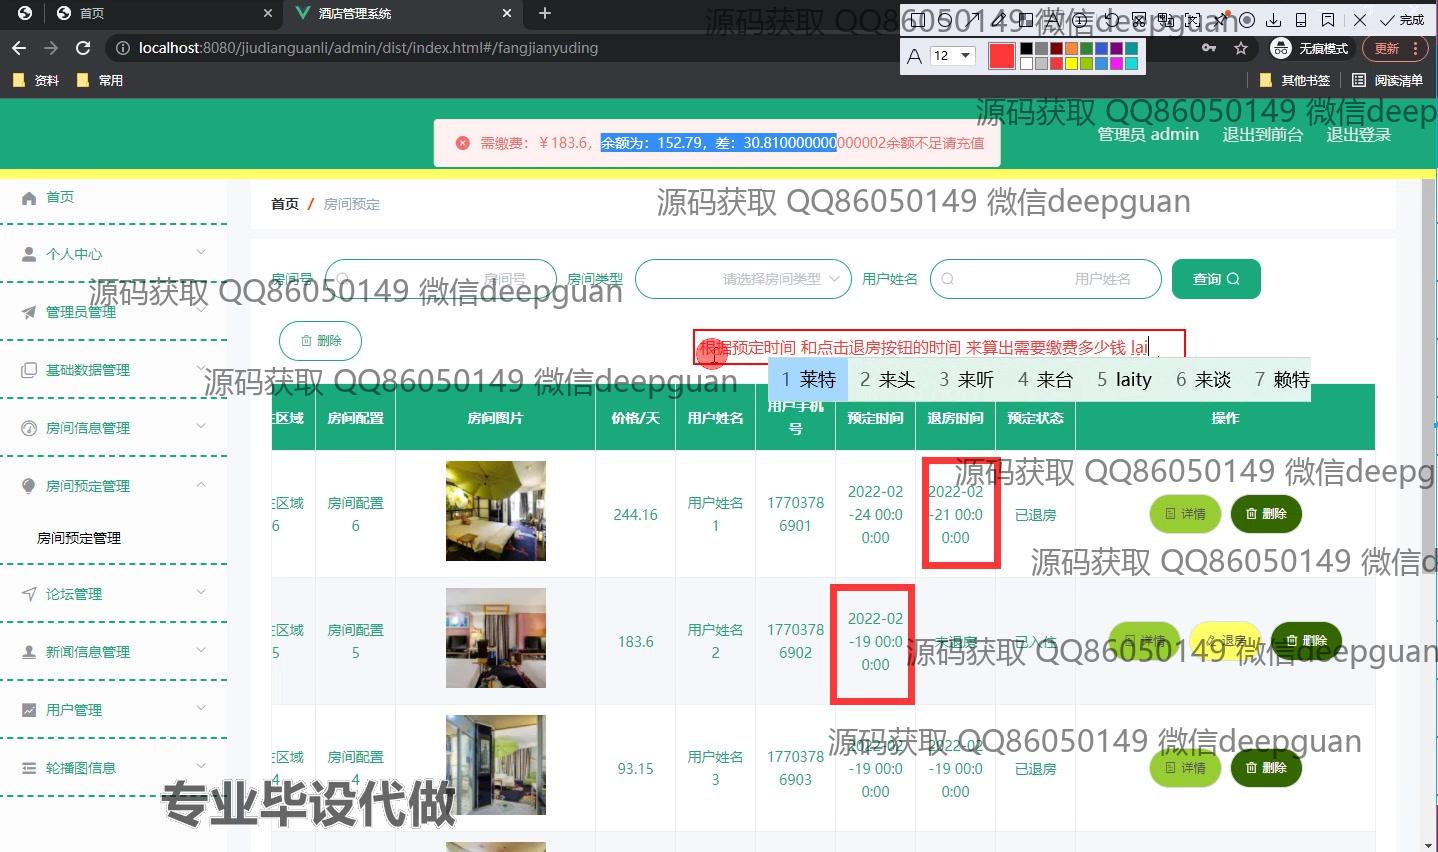 首页
酒店管理系统
源码获取 QQ86050149 微信deepguan
完成
localhost:8080/jiudianguanli/admin/dist/index.html#/fangjianyuding
无痕模式
更新
A 12
资料
常用
其他书签
阅读清单
源码获取 QQ86050149 微信deep
需缴费：￥183.6，余额为：152.79，差：30.810000000000002余额不足请充值
管理员 admin
退出到前台
退出登录
首页
首页 / 房间预定
源码获取 QQ86050149 微信deepguan
个人中心
房间号
房间号
房间类型
请选择房间类型
用户姓名
用户姓名
查询
源码获取 QQ86050149 微信deepguan
管理员管理
删除
根据预定时间 和点击退房按钮的时间 来算出需要缴费多少钱 lai
基础数据管理
源码获取 QQ86050149 微信deepguan
1 莱特 2 来头 3 来听 4 来台 5 laity 6 来谈 7 赖特
区域
房间配置
房间图片
价格/天
用户姓名
用户手机号
预定时间
退房时间
预定状态
操作
房间信息管理
房间预定管理
房间预定管理
源码获取 QQ86050149 微信deepg
区域6
房间配置6
244.16
用户姓名1
17703786901
2022-02-24 00:00:00
2022-02-21 00:00:00
已退房
详情
删除
源码获取 QQ86050149 微信d
论坛管理
区域5
房间配置5
183.6
用户姓名2
17703786902
2022-02-19 00:00:00
未退房
已入住
详情
退房
删除
源码获取 QQ86050149 微信deepguan
新闻信息管理
用户管理
源码获取 QQ86050149 微信deepguan
区域4
房间配置4
93.15
用户姓名3
17703786903
2022-02-19 00:00:00
2022-02-19 00:00:00
已退房
详情
删除
轮播图信息
专业毕设代做